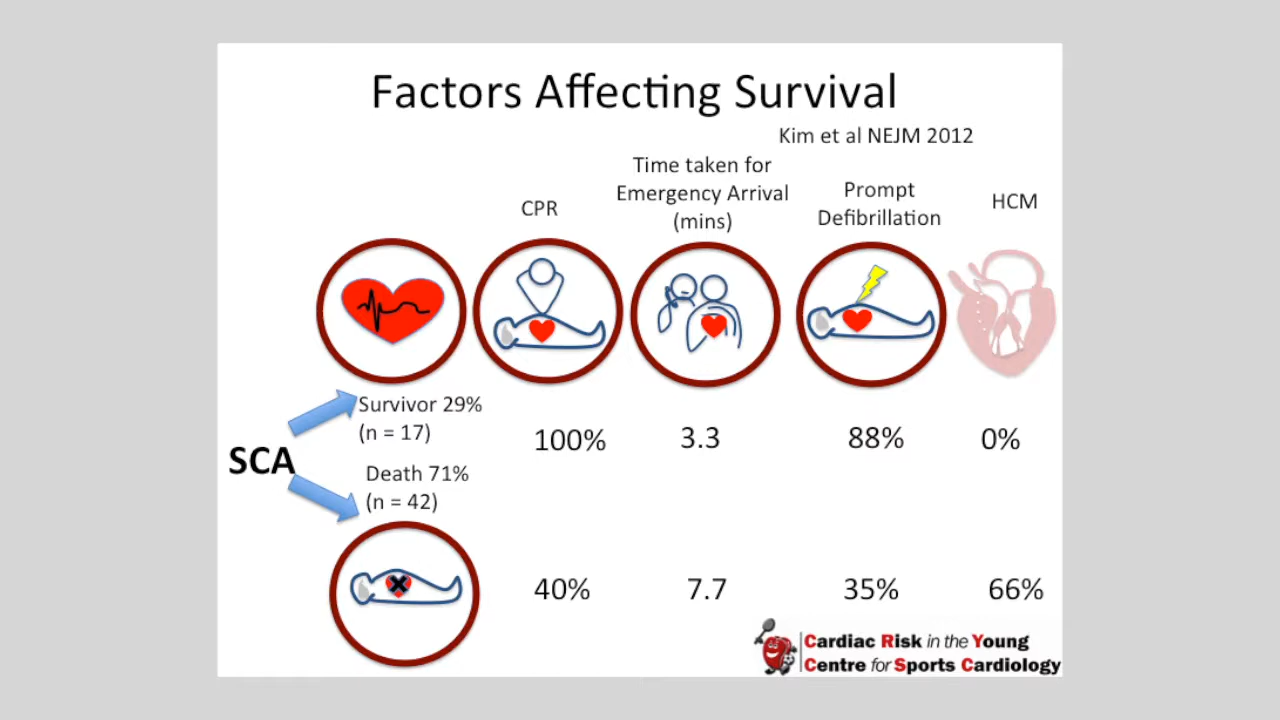 Factors Affecting Survival
Kim et al NEJM 2012
CPR
Time taken for
Emergency Arrival
(mins)
Prompt
Defibrillation
HCM
SCA
Survivor 29%
(n = 17)
100%
3.3
88%
0%
Death 71%
(n = 42)
40%
7.7
35%
66%
Cardiac Risk in the Young
Centre for Sports Cardiology